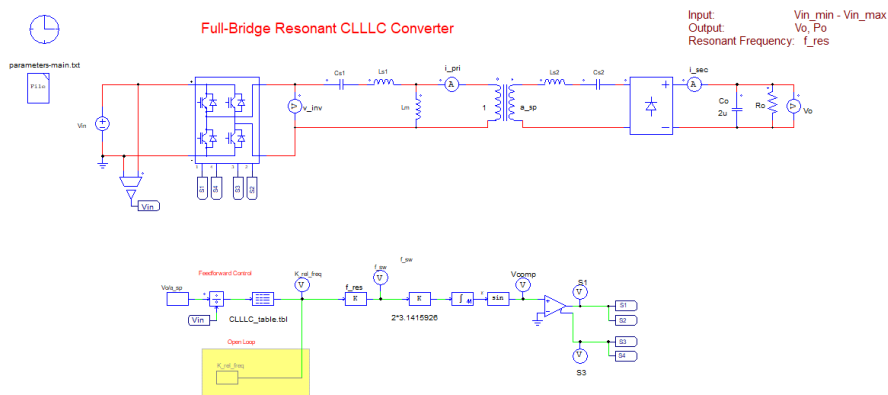 Full-Bridge Resonant CLLLC Converter
Input: Vin_min - Vin_max
Output: Vo, Po
Resonant Frequency: f_res
parameters-main.txt
File
Cs1
Ls1
i_pri
Ls2
Cs2
i_sec
Vin
V
v_inv
Lm
A
1
a_sp
A
Co
2u
Ro
V
Vo
S1
S4
S3
S2
Vin
Feedforward Control
K_rel_freq
f_sw
f_sw
Vo/a_sp
V
f_res
V
Vcomp
V
S1
V
K
K
sin
S1
S2
Vin
CLLLC_table.tbl
2*3.1415926
Open Loop
K_rel_freq
V
S3
S3
S4